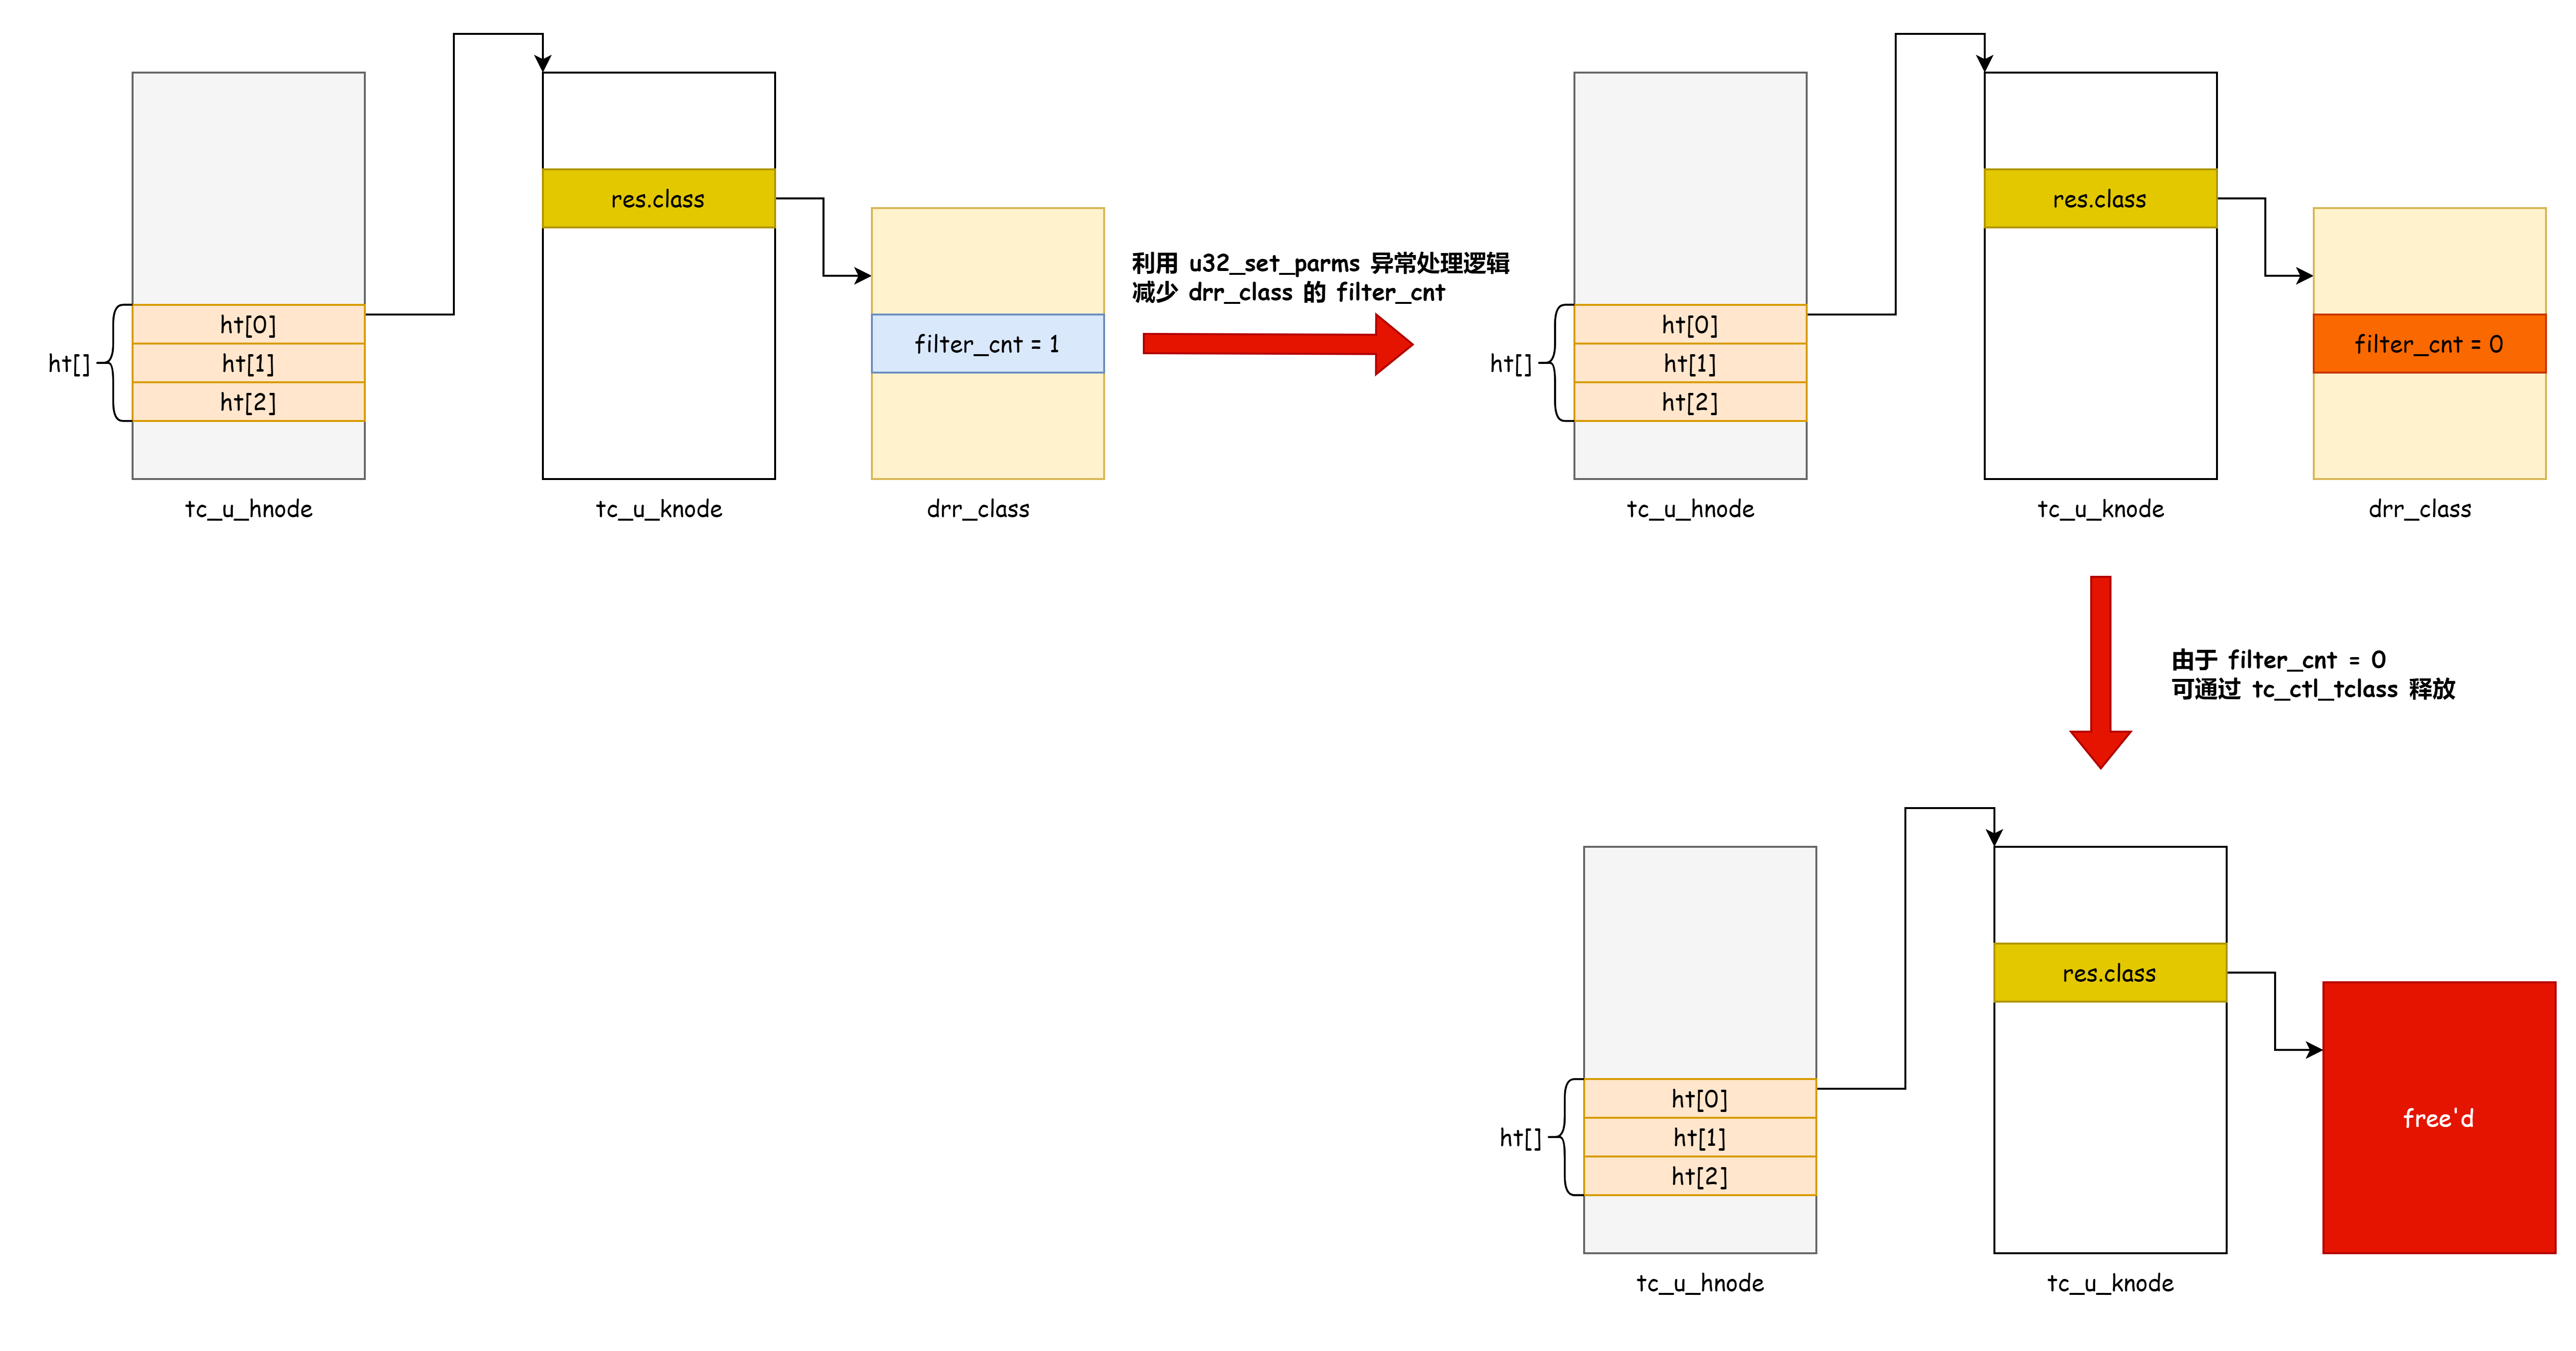 res.class
ht[0]
ht[1]
ht[2]
ht[]
filter_cnt = 1
tc_u_hnode
tc_u_knode
drr_class
利用 u32_set_parms 异常处理逻辑
减少 drr_class 的 filter_cnt
res.class
ht[0]
ht[1]
ht[2]
ht[]
filter_cnt = 0
tc_u_hnode
tc_u_knode
drr_class
由于 filter_cnt = 0
可通过 tc_ctl_tclass 释放
res.class
ht[0]
ht[1]
ht[2]
ht[]
free'd
tc_u_hnode
tc_u_knode